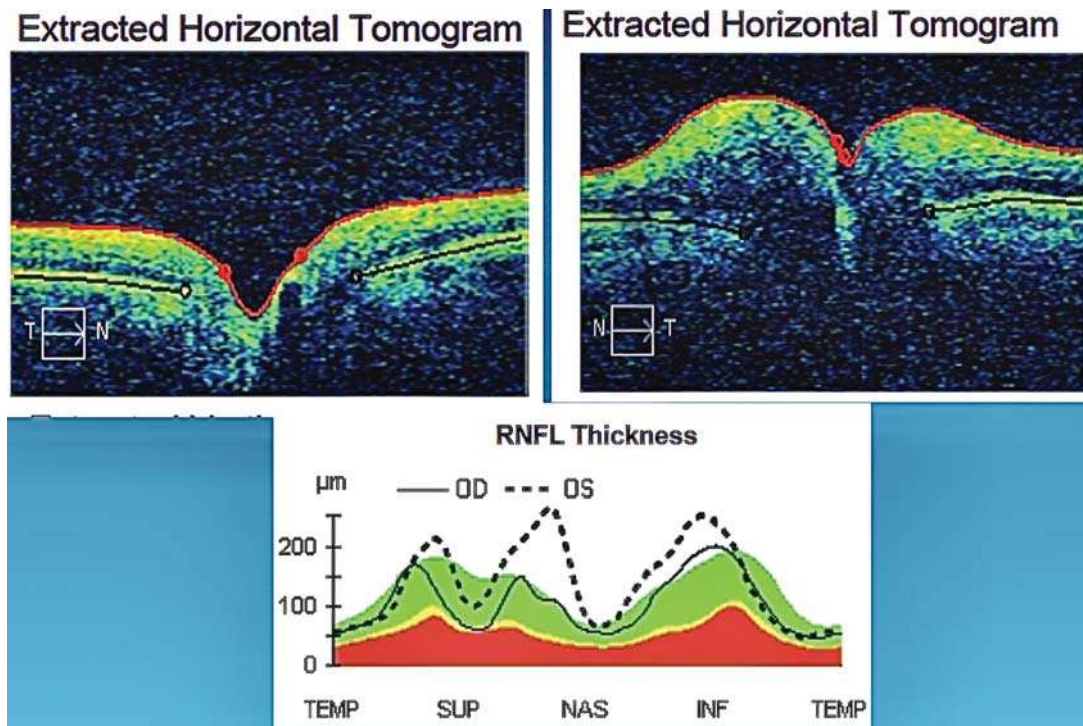 Extracted Horizontal Tomogram
Extracted Horizontal Tomogram
T N
N T
RNFL Thickness
µm
OD OS
200
100
0
TEMP SUP NAS INF TEMP